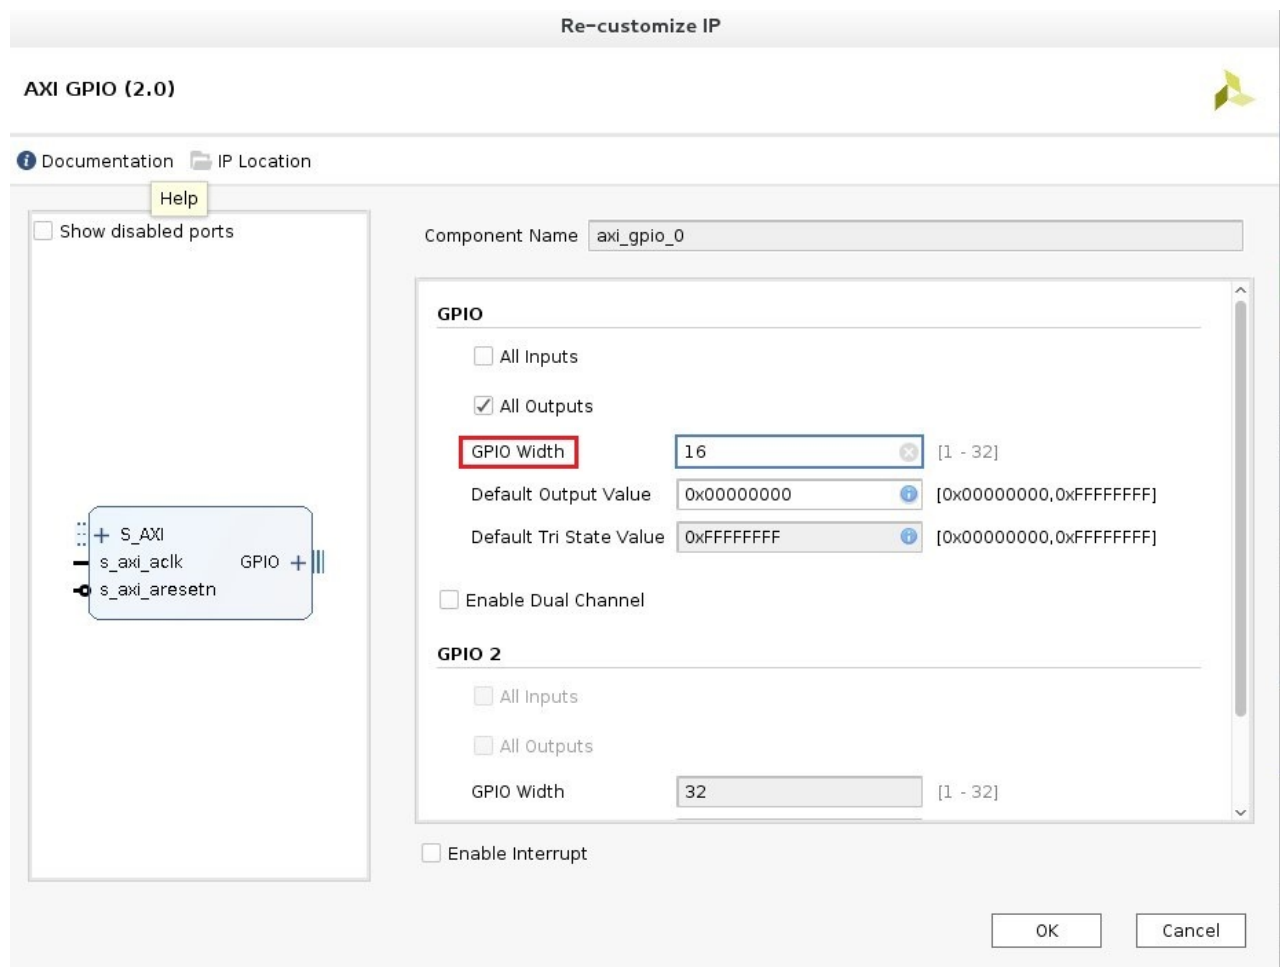 Re-customize IP
AXI GPIO (2.0)
Documentation IP Location
Help
Show disabled ports
S_AXI
s_axi_aclk GPIO
s_axi_aresetn
Component Name axi_gpio_0
GPIO
All Inputs
All Outputs
GPIO Width 16 [1 - 32]
Default Output Value 0x00000000 [0x00000000,0xFFFFFFFF]
Default Tri State Value 0xFFFFFFFF [0x00000000,0xFFFFFFFF]
Enable Dual Channel
GPIO 2
All Inputs
All Outputs
GPIO Width 32 [1 - 32]
Enable Interrupt
OK Cancel